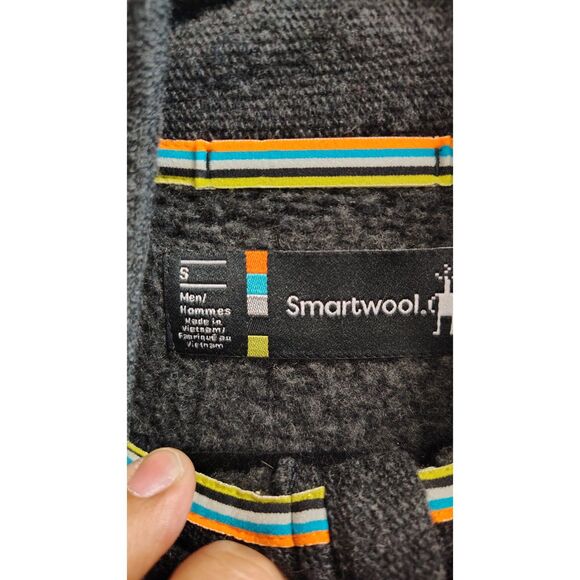 S
Men/
Hommes
Made in
Vietnam/
Fabriqué au
Vietnam
Smartwool.